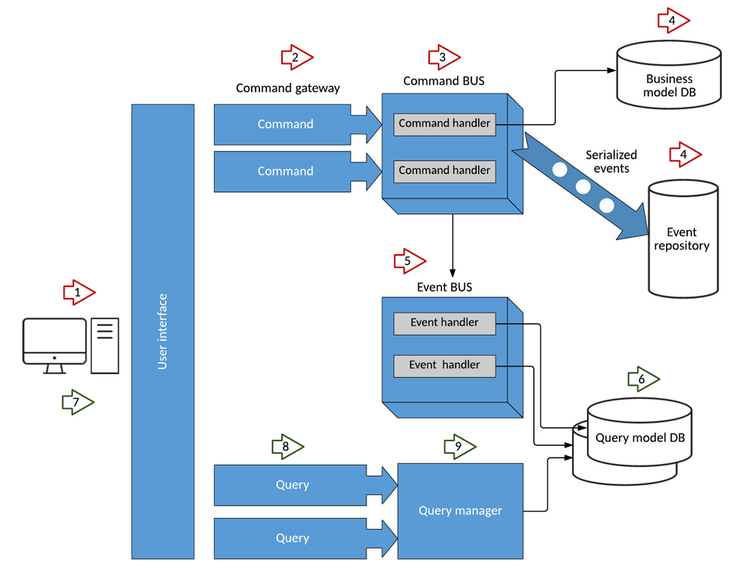 4
2
3
Command gateway
Command BUS
Business
model DB
Command
Command handler
Serialized
events
4
Command
Command handler
Event
repository
5
Event BUS
1
User interface
Event handler
Event  handler
6
7
Query model DB
8
9
Query
Query manager
Query